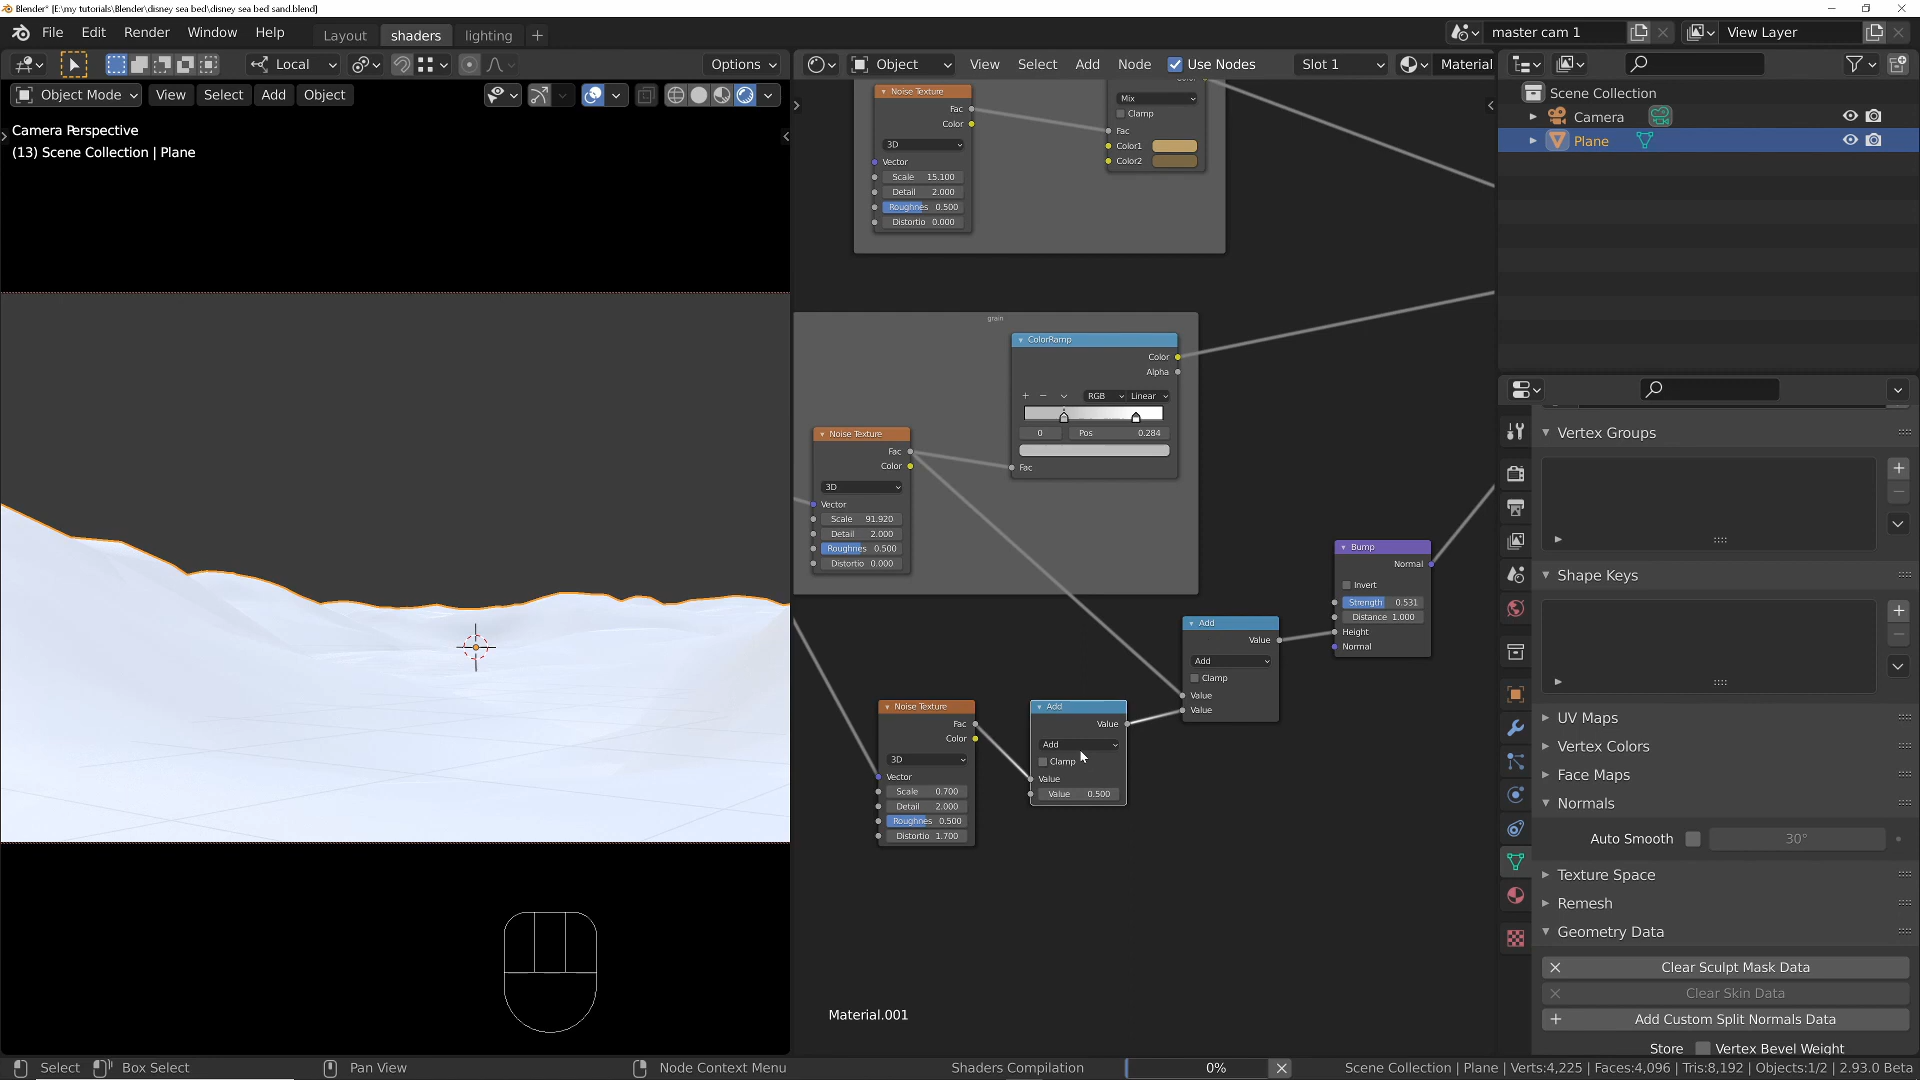 Blender* [E:\my tutorials\Blender\disney sea bed\disney sea bed sand.blend]
File Edit Render Window Help Layout shaders lighting + master cam 1 View Layer
Local Options Object View Select Add Node Use Nodes Slot 1 Material
Object Mode View Select Add Object
Camera Perspective
(13) Scene Collection | Plane
Noise Texture
Fac
Color
3D
Vector
Scale 15.100
Detail 2.000
Roughnes 0.500
Distortio 0.000
Mix
Clamp
Fac
Color1
Color2
grain
ColorRamp
Color
Alpha
RGB Linear
0 Pos 0.284
Fac
Noise Texture
Fac
Color
3D
Vector
Scale 91.920
Detail 2.000
Roughnes 0.500
Distortio 0.000
Bump
Normal
Invert
Strength 0.531
Distance 1.000
Height
Normal
Add
Value
Add
Clamp
Value
Value
Noise Texture
Fac
Color
3D
Vector
Scale 0.700
Detail 2.000
Roughnes 0.500
Distortio 1.700
Add
Value
Add
Clamp
Value
Value 0.500
Material.001
Scene Collection
Camera
Plane
Vertex Groups
Shape Keys
UV Maps
Vertex Colors
Face Maps
Normals
Auto Smooth 30°
Texture Space
Remesh
Geometry Data
Clear Sculpt Mask Data
Clear Skin Data
Add Custom Split Normals Data
Store Vertex Bevel Weight
Select Box Select Pan View Node Context Menu Shaders Compilation 0% Scene Collection | Plane | Verts:4,225 | Faces:4,096 | Tris:8,192 | Objects:1/2 | 2.93.0 Beta